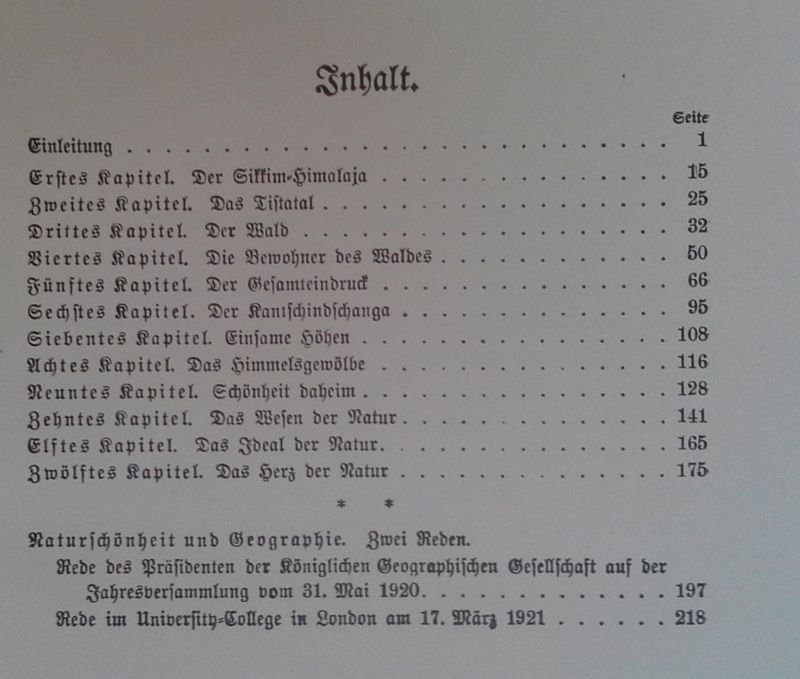 Inhalt.
Seite
Einleitung . . . . . . . . . . . . . . . . . . . . . . . . . . . . 1
Erstes Kapitel. Der Sikkim-Himalaja . . . . . . . . . . . . . . . 15
Zweites Kapitel. Das Tistatal . . . . . . . . . . . . . . . . . . 25
Drittes Kapitel. Der Wald . . . . . . . . . . . . . . . . . . . 32
Viertes Kapitel. Die Bewohner des Waldes . . . . . . . . . . . . 50
Fünftes Kapitel. Der Gesamteindruck . . . . . . . . . . . . . . . 66
Sechstes Kapitel. Der Kantschindschanga . . . . . . . . . . . . . 95
Siebentes Kapitel. Einsame Höhen . . . . . . . . . . . . . . . 108
Achtes Kapitel. Das Himmelsgewölbe . . . . . . . . . . . . . . . 116
Neuntes Kapitel. Schönheit daheim . . . . . . . . . . . . . . . 128
Zehntes Kapitel. Das Wesen der Natur . . . . . . . . . . . . . . 141
Elftes Kapitel. Das Ideal der Natur . . . . . . . . . . . . . . 165
Zwölftes Kapitel. Das Herz der Natur . . . . . . . . . . . . . 175
* *
Naturschönheit und Geographie. Zwei Reden.
Rede des Präsidenten der Königlichen Geographischen Gesellschaft auf der
Jahresversammlung vom 31. Mai 1920 . . . . . . . . . . . . 197
Rede im University-College in London am 17. März 1921 . . . . . . 218